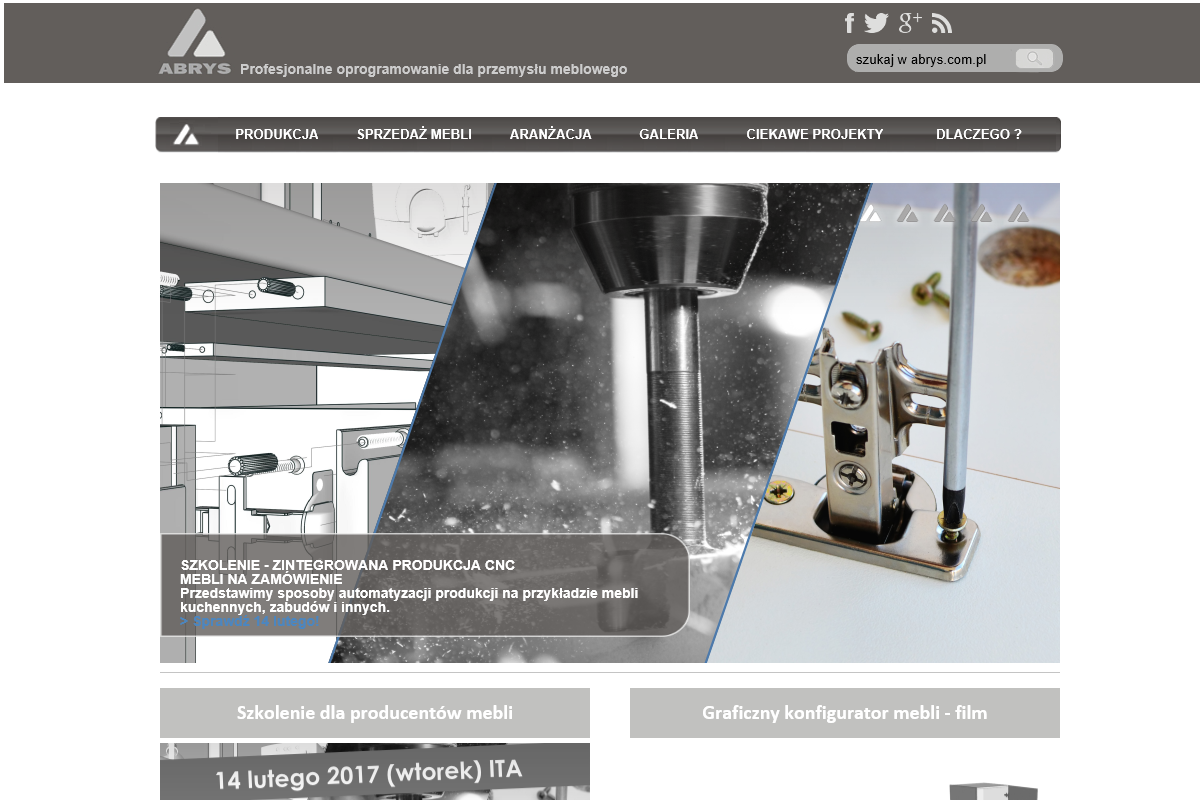 ABRYS
Profesjonalne oprogramowanie dla przemysłu meblowego
szukaj w abrys.com.pl
PRODUKCJA
SPRZEDAŻ MEBLI
ARANŻACJA
GALERIA
CIEKAWE PROJEKTY
DLACZEGO ?
SZKOLENIE - ZINTEGROWANA PRODUKCJA CNC
MEBLI NA ZAMÓWIENIE
Przedstawimy sposoby automatyzacji produkcji na przykładzie mebli
kuchennych, zabudów i innych.
> 14 lutego!
Szkolenie dla producentów mebli
Graficzny konfigurator mebli - film
14 lutego 2017 (wtorek) ITA